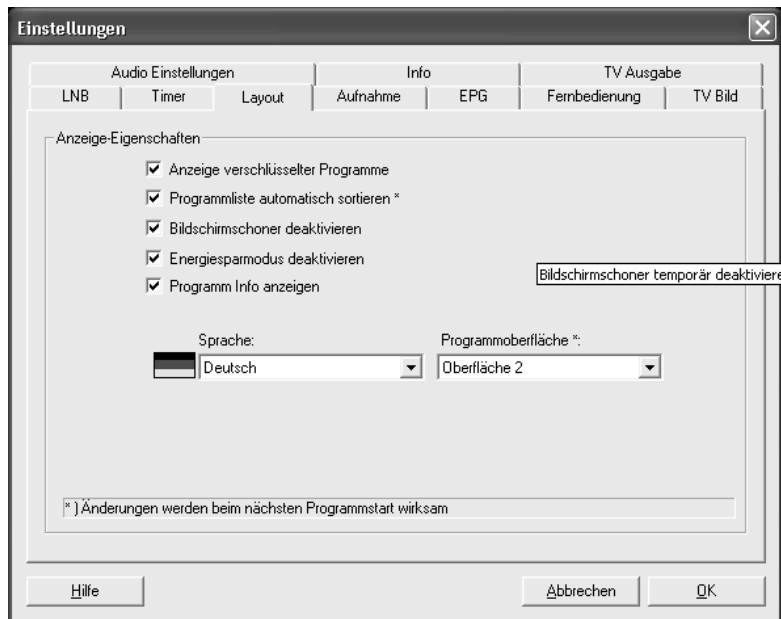 Einstellungen
Audio Einstellungen Info TV Ausgabe
LNB Timer Layout Aufnahme EPG Fernbedienung TV Bild
Anzeige-Eigenschaften
Anzeige verschlüsselter Programme
Programmliste automatisch sortieren *
Bildschirmschoner deaktivieren
Energiesparmodus deaktivieren
Bildschirmschoner temporär deaktiviere
Programm Info anzeigen
Sprache: Programmoberfläche *:
Deutsch Oberfläche 2
* ) Änderungen werden beim nächsten Programmstart wirksam
Hilfe Abbrechen OK